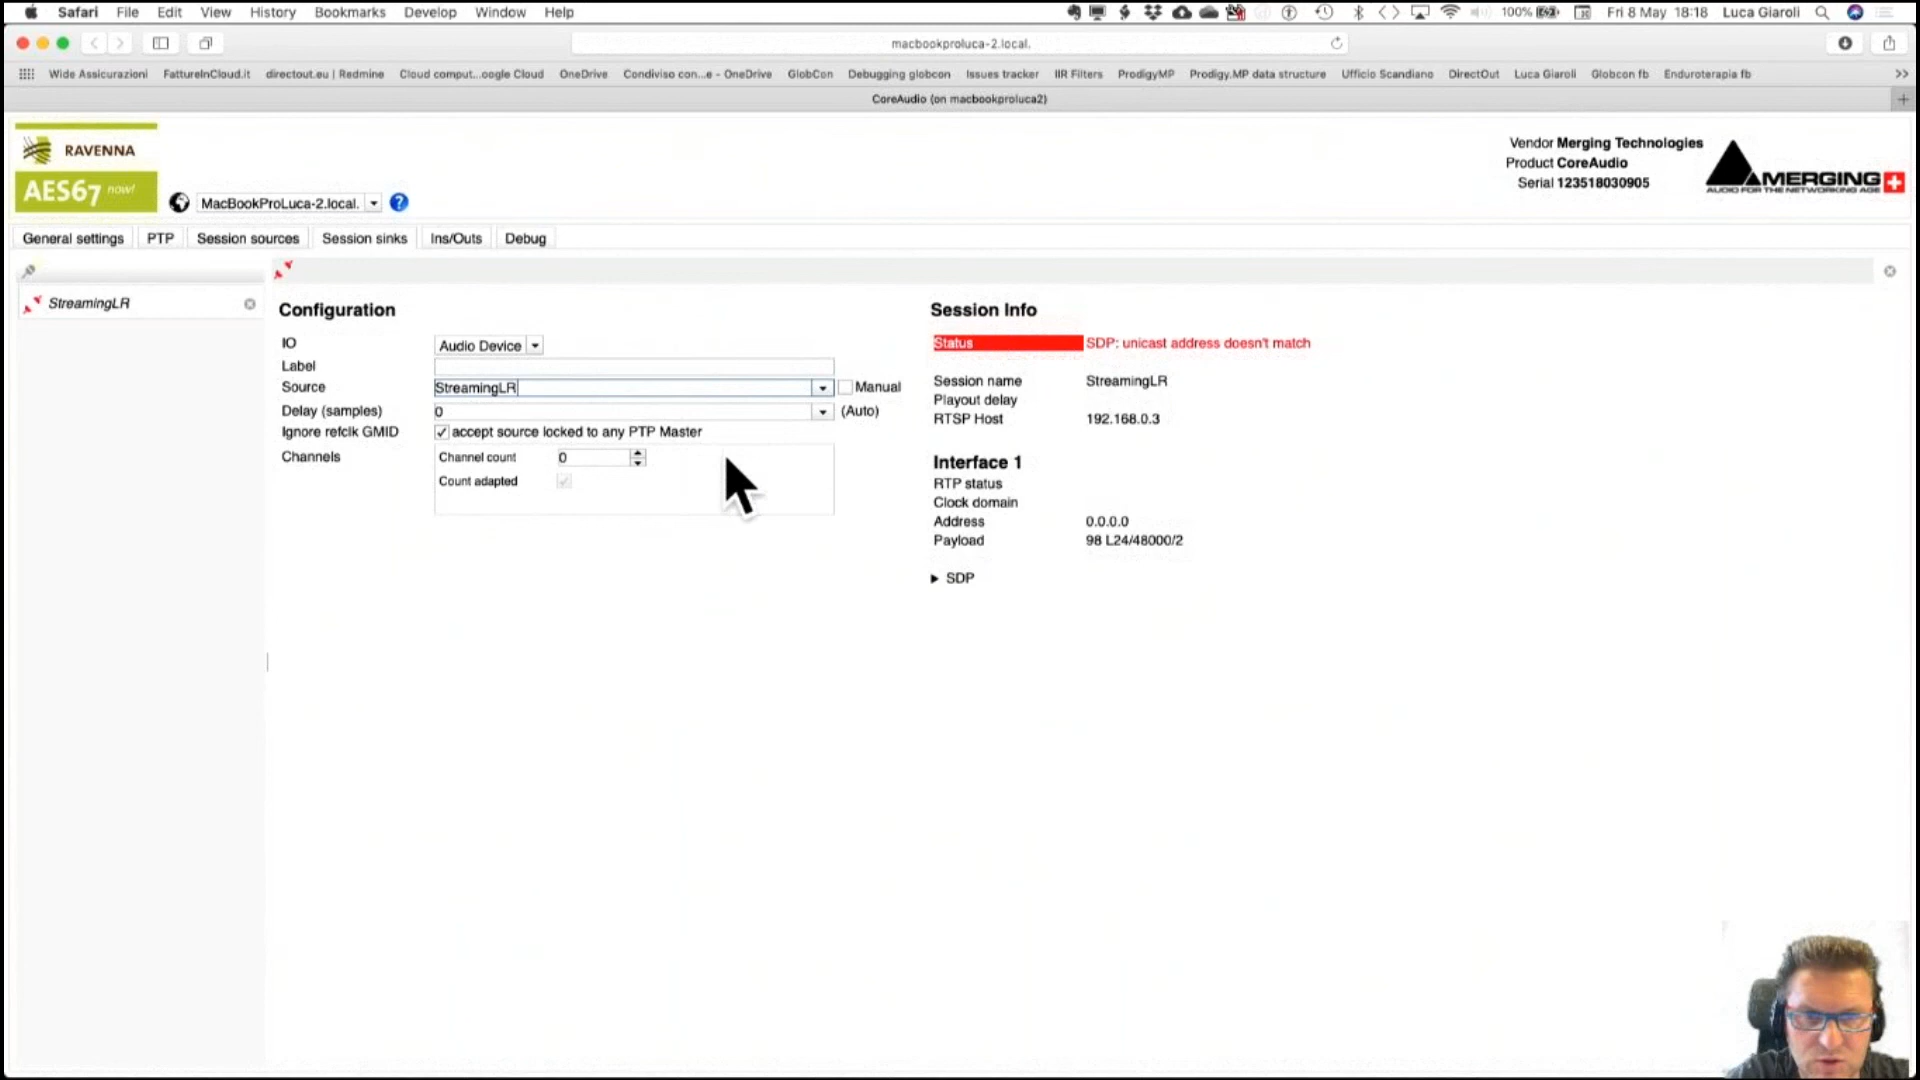 Safari File Edit View History Bookmarks Develop Window Help 100% Fri 8 May 18:18 Luca Giaroli
macbookproluca-2.local.
Wide Assicurazioni FattureInCloud.it directout.eu | Redmine Cloud comput...oogle Cloud OneDrive Condiviso con...e - OneDrive GlobCon Debugging globcon Issues tracker IIR Filters ProdigyMP Prodigy.MP data structure Ufficio Scandiano DirectOut Luca Giaroli Globcon fb Enduroterapia fb >>
CoreAudio (on macbookproluca2)
RAVENNA
AES67 now!
MacBookProLuca-2.local. ?
Vendor Merging Technologies
Product CoreAudio
Serial 123518030905
MERGING
AUDIO FOR THE NETWORKING AGE
General settings PTP Session sources Session sinks Ins/Outs Debug
StreamingLR
Configuration
IO Audio Device
Label
Source StreamingLR Manual
Delay (samples) 0 (Auto)
Ignore refclk GMID accept source locked to any PTP Master
Channels Channel count 0
Count adapted
Session Info
Status SDP: unicast address doesn't match
Session name StreamingLR
Playout delay
RTSP Host 192.168.0.3
Interface 1
RTP status
Clock domain
Address 0.0.0.0
Payload 98 L24/48000/2
SDP